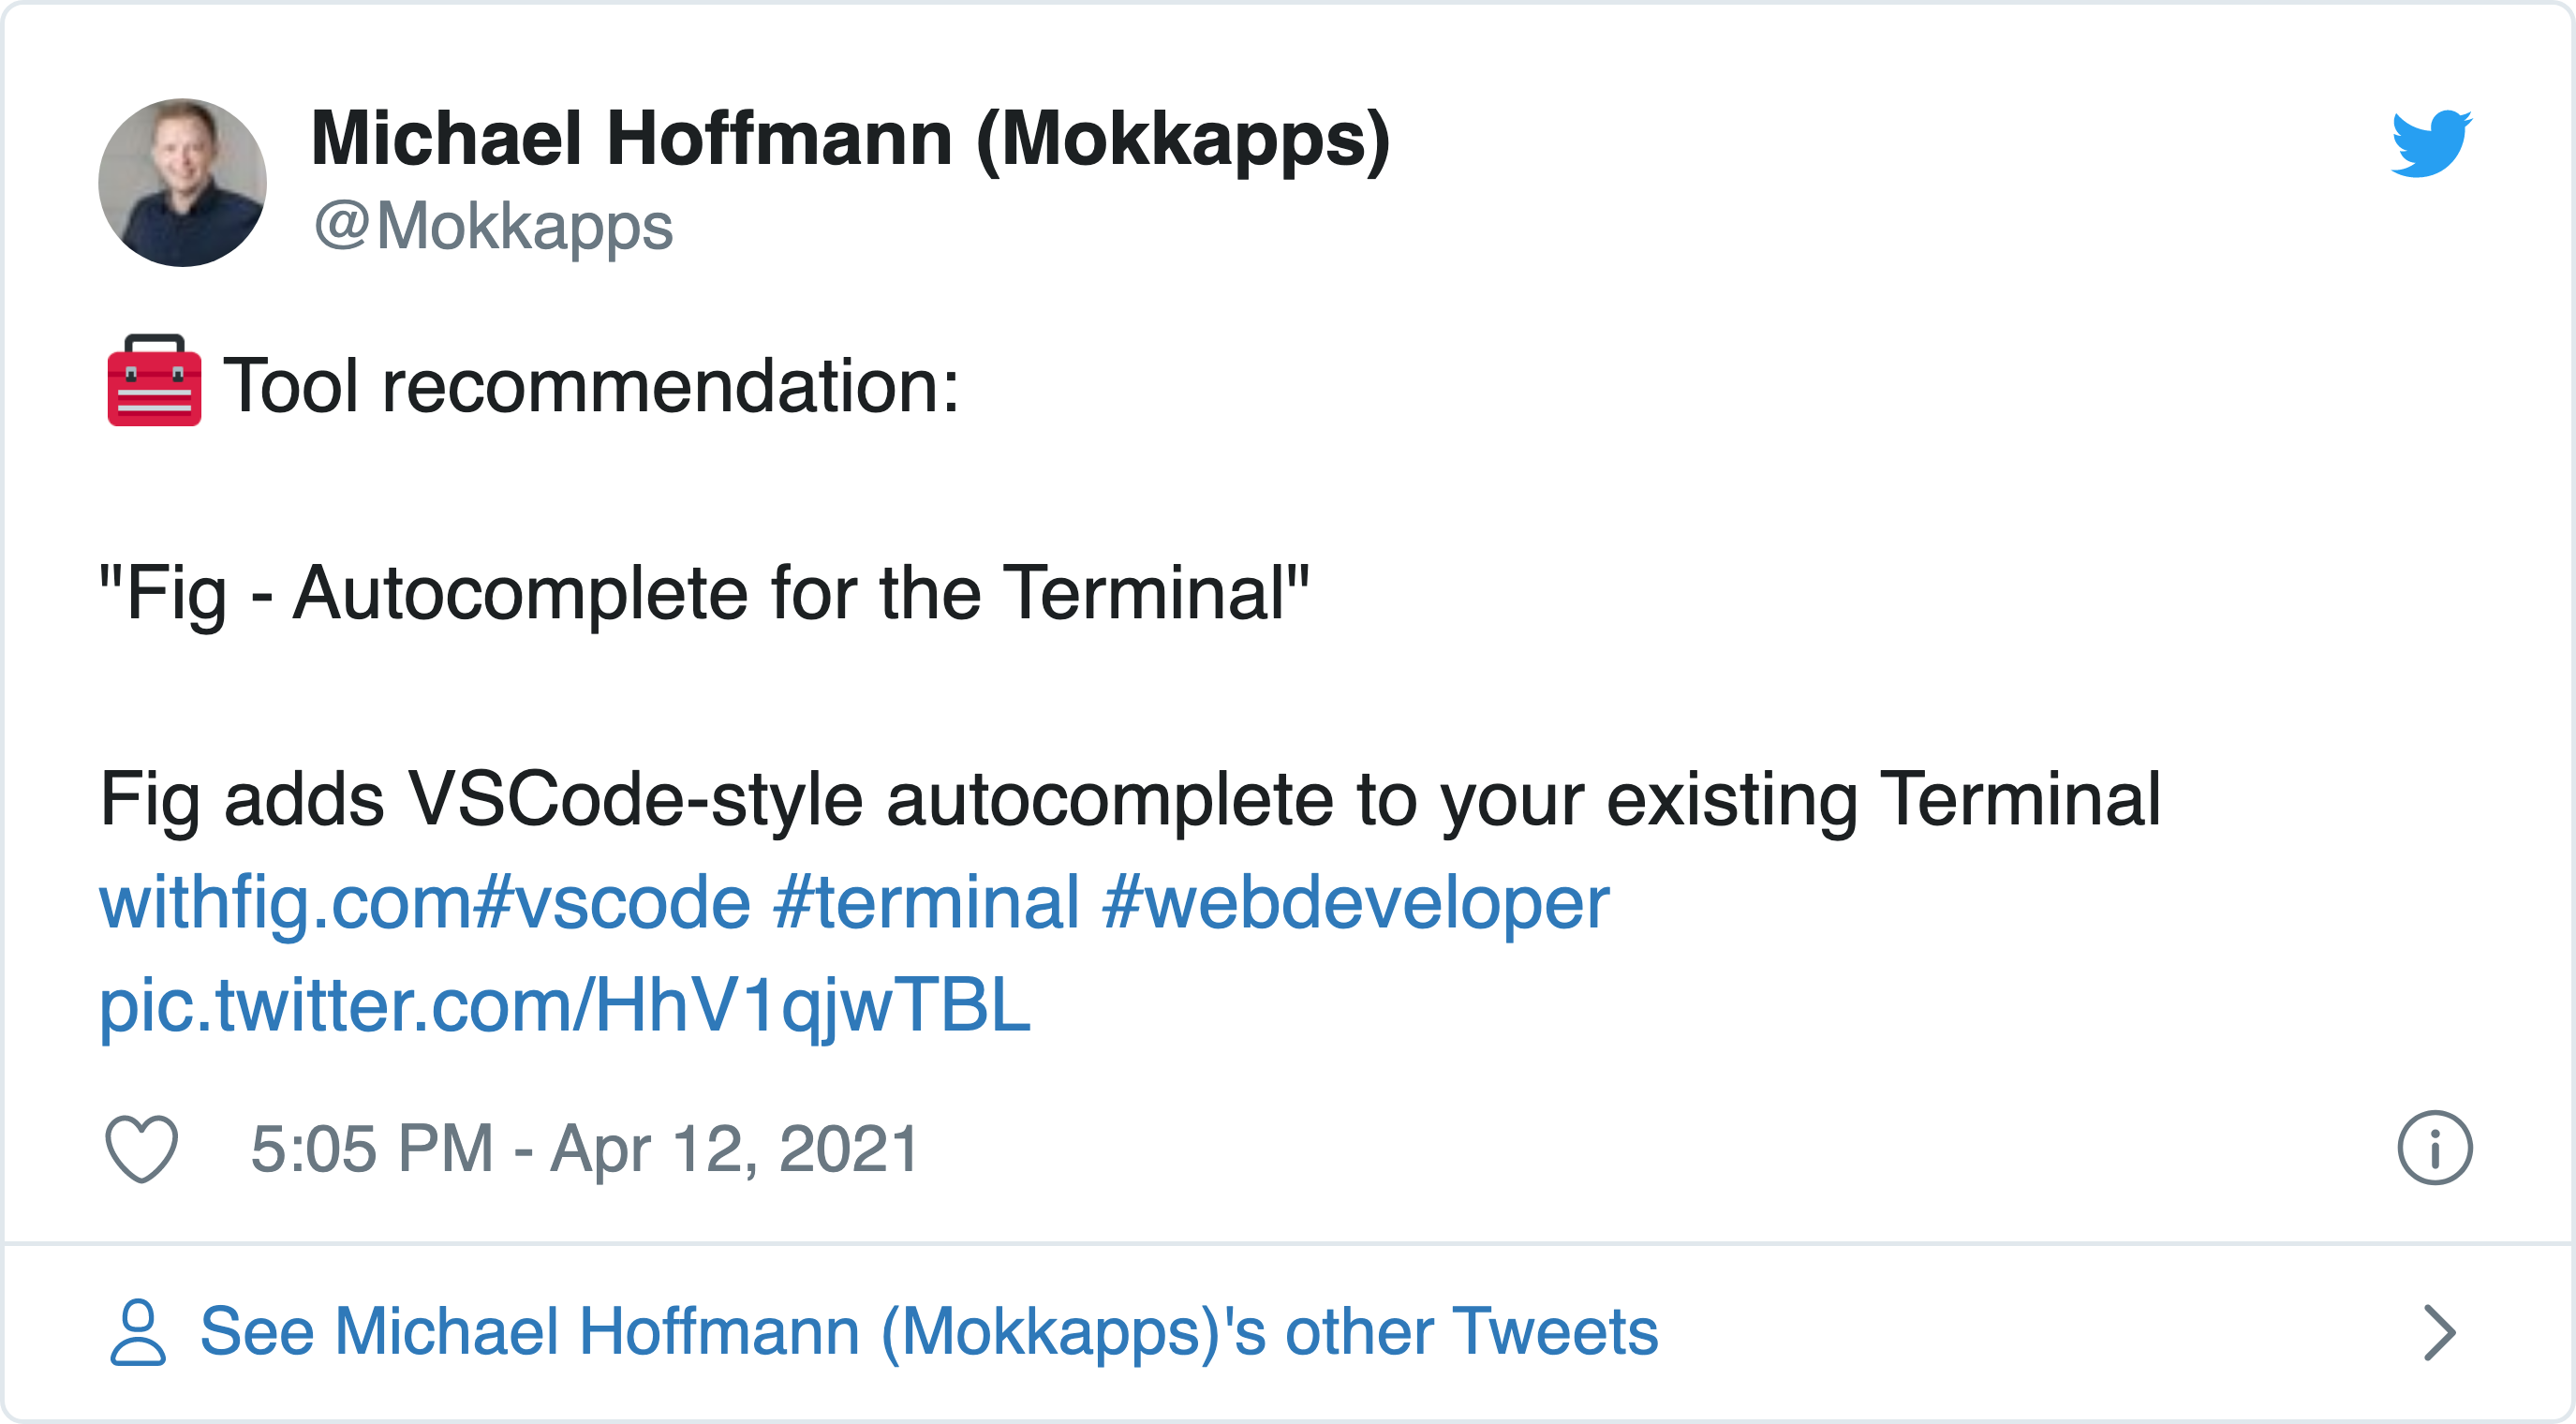 Michael Hoffmann (Mokkapps)
@Mokkapps
🧰 Tool recommendation:
"Fig - Autocomplete for the Terminal"
Fig adds VSCode-style autocomplete to your existing Terminal
withfig.com#vscode #terminal #webdeveloper
pic.twitter.com/HhV1qjwTBL
5:05 PM - Apr 12, 2021
See Michael Hoffmann (Mokkapps)'s other Tweets